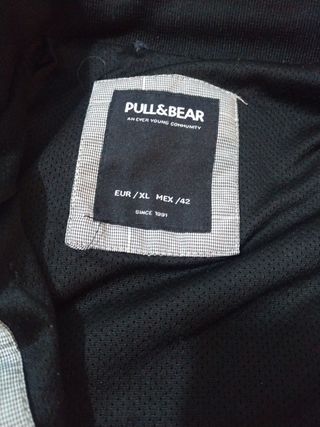 PULL&BEAR
AN EVER YOUNG COMMUNITY
EUR / XL MEX / 42
SINCE 1991